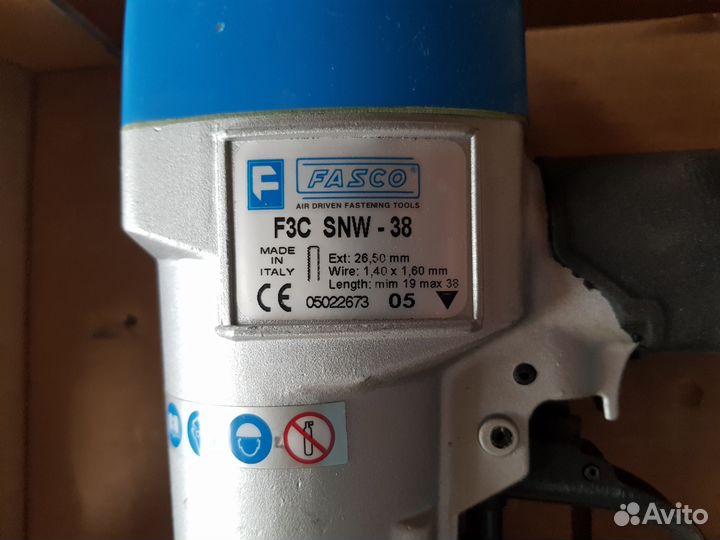 FASCO®
AIR DRIVEN FASTENING TOOLS
F3C SNW - 38
MADE IN ITALY
Ext: 26,50 mm
Wire: 1,40 x 1,60 mm
Length: mim 19 max 38
CE 05022673 05
Avito